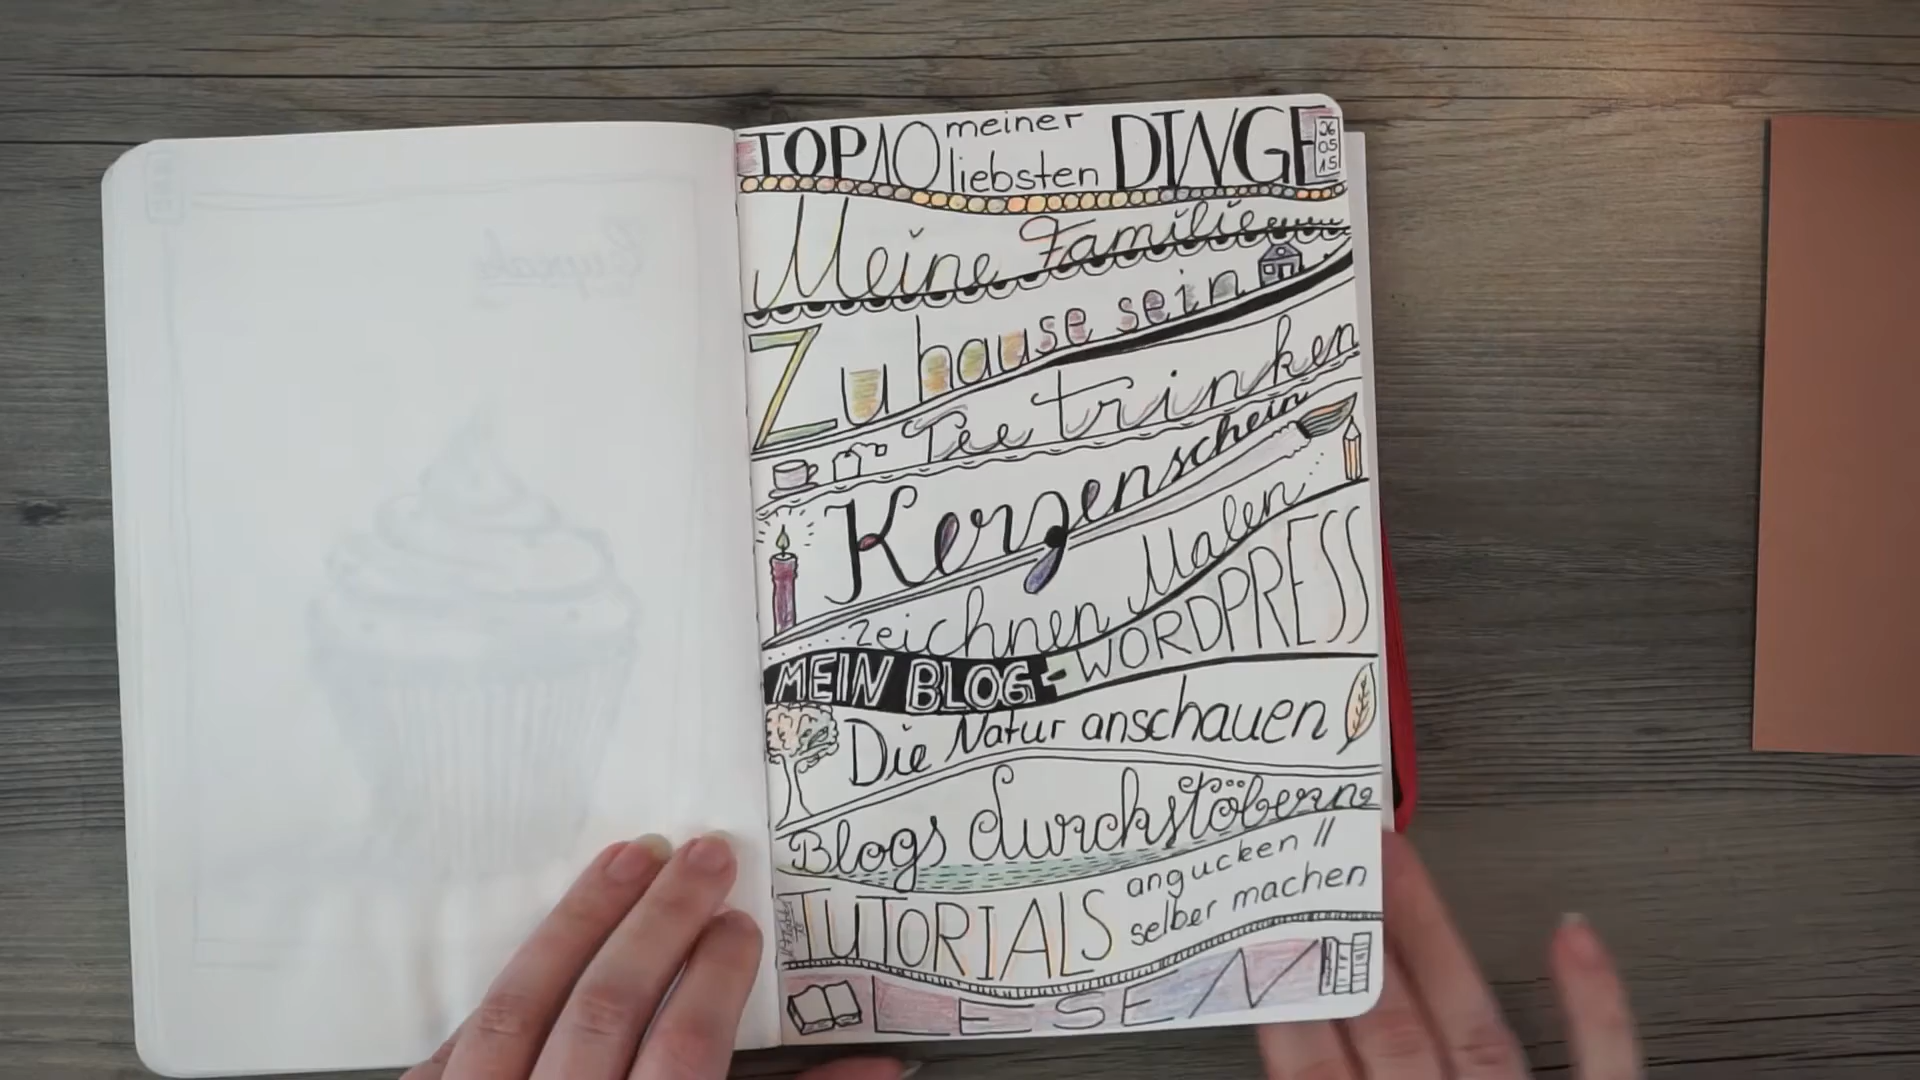 TOP10 meiner liebsten DINGE
26 05 15
Meine Familie
Zuhause sein
Tee trinken
Kerzenschein
zeichnen Malen
MEIN BLOG - WORDPRESS
Die Natur anschauen
Blogs durchstöbern
TUTORIALS angucken // selber machen
LESEN